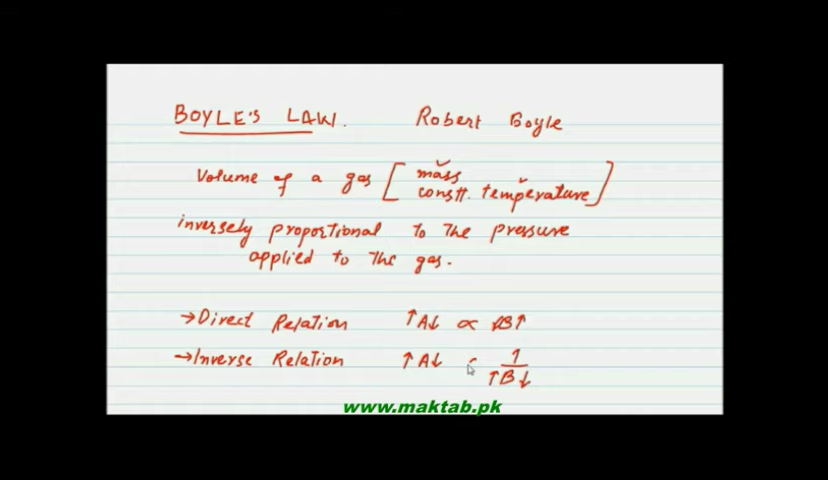 BOYLE'S LAW. Robert Boyle
Volume of a gas [ mass
constt. temperature ]
inversely proportional to the pressure
applied to the gas.
→ Direct Relation ↑A↓ ∝ ↓B↑
→ Inverse Relation ↑A↓ 1
↑B↓
www.maktab.pk